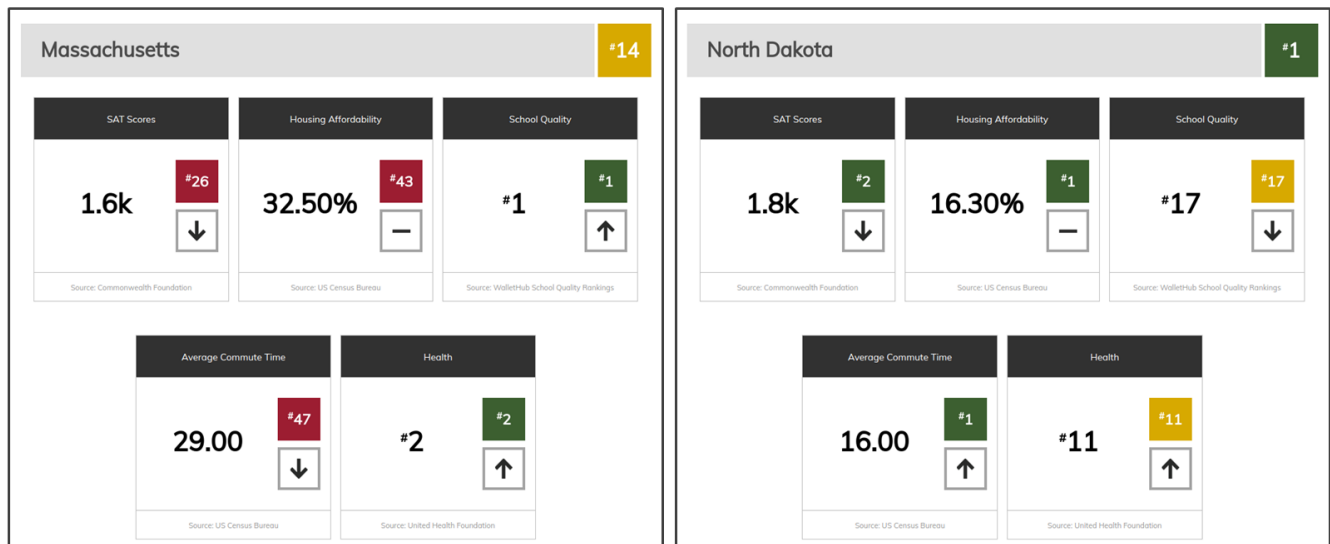 Massachusetts #14
SAT Scores
1.6k
#26
Source: Commonwealth Foundation
Housing Affordability
32.50%
#43
Source: US Census Bureau
School Quality
#1
#1
Source: WalletHub School Quality Rankings
Average Commute Time
29.00
#47
Source: US Census Bureau
Health
#2
#2
Source: United Health Foundation
North Dakota #1
SAT Scores
1.8k
#2
Source: Commonwealth Foundation
Housing Affordability
16.30%
#1
Source: US Census Bureau
School Quality
#17
#17
Source: WalletHub School Quality Rankings
Average Commute Time
16.00
#1
Source: US Census Bureau
Health
#11
#11
Source: United Health Foundation